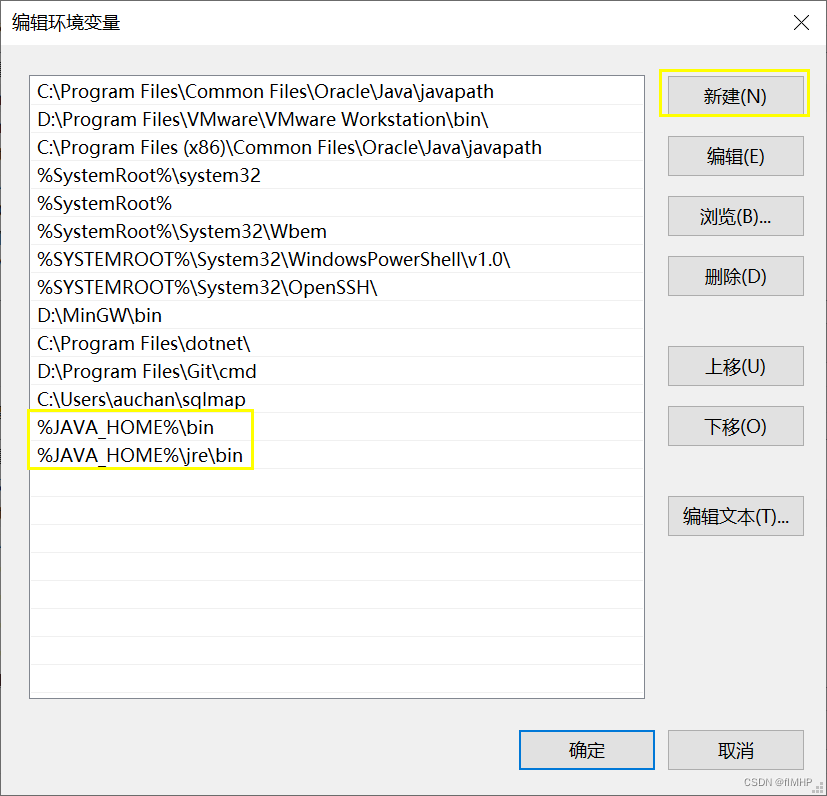 编辑环境变量
C:\Program Files\Common Files\Oracle\Java\javapath
D:\Program Files\VMware\VMware Workstation\bin\
C:\Program Files (x86)\Common Files\Oracle\Java\javapath
%SystemRoot%\system32
%SystemRoot%
%SystemRoot%\System32\Wbem
%SYSTEMROOT%\System32\WindowsPowerShell\v1.0\
%SYSTEMROOT%\System32\OpenSSH\
D:\MinGW\bin
C:\Program Files\dotnet\
D:\Program Files\Git\cmd
C:\Users\auchan\sqlmap
%JAVA_HOME%\bin
%JAVA_HOME%\jre\bin
新建(N)
编辑(E)
浏览(B)...
删除(D)
上移(U)
下移(O)
编辑文本(T)...
确定
取消
CSDN @flMHP